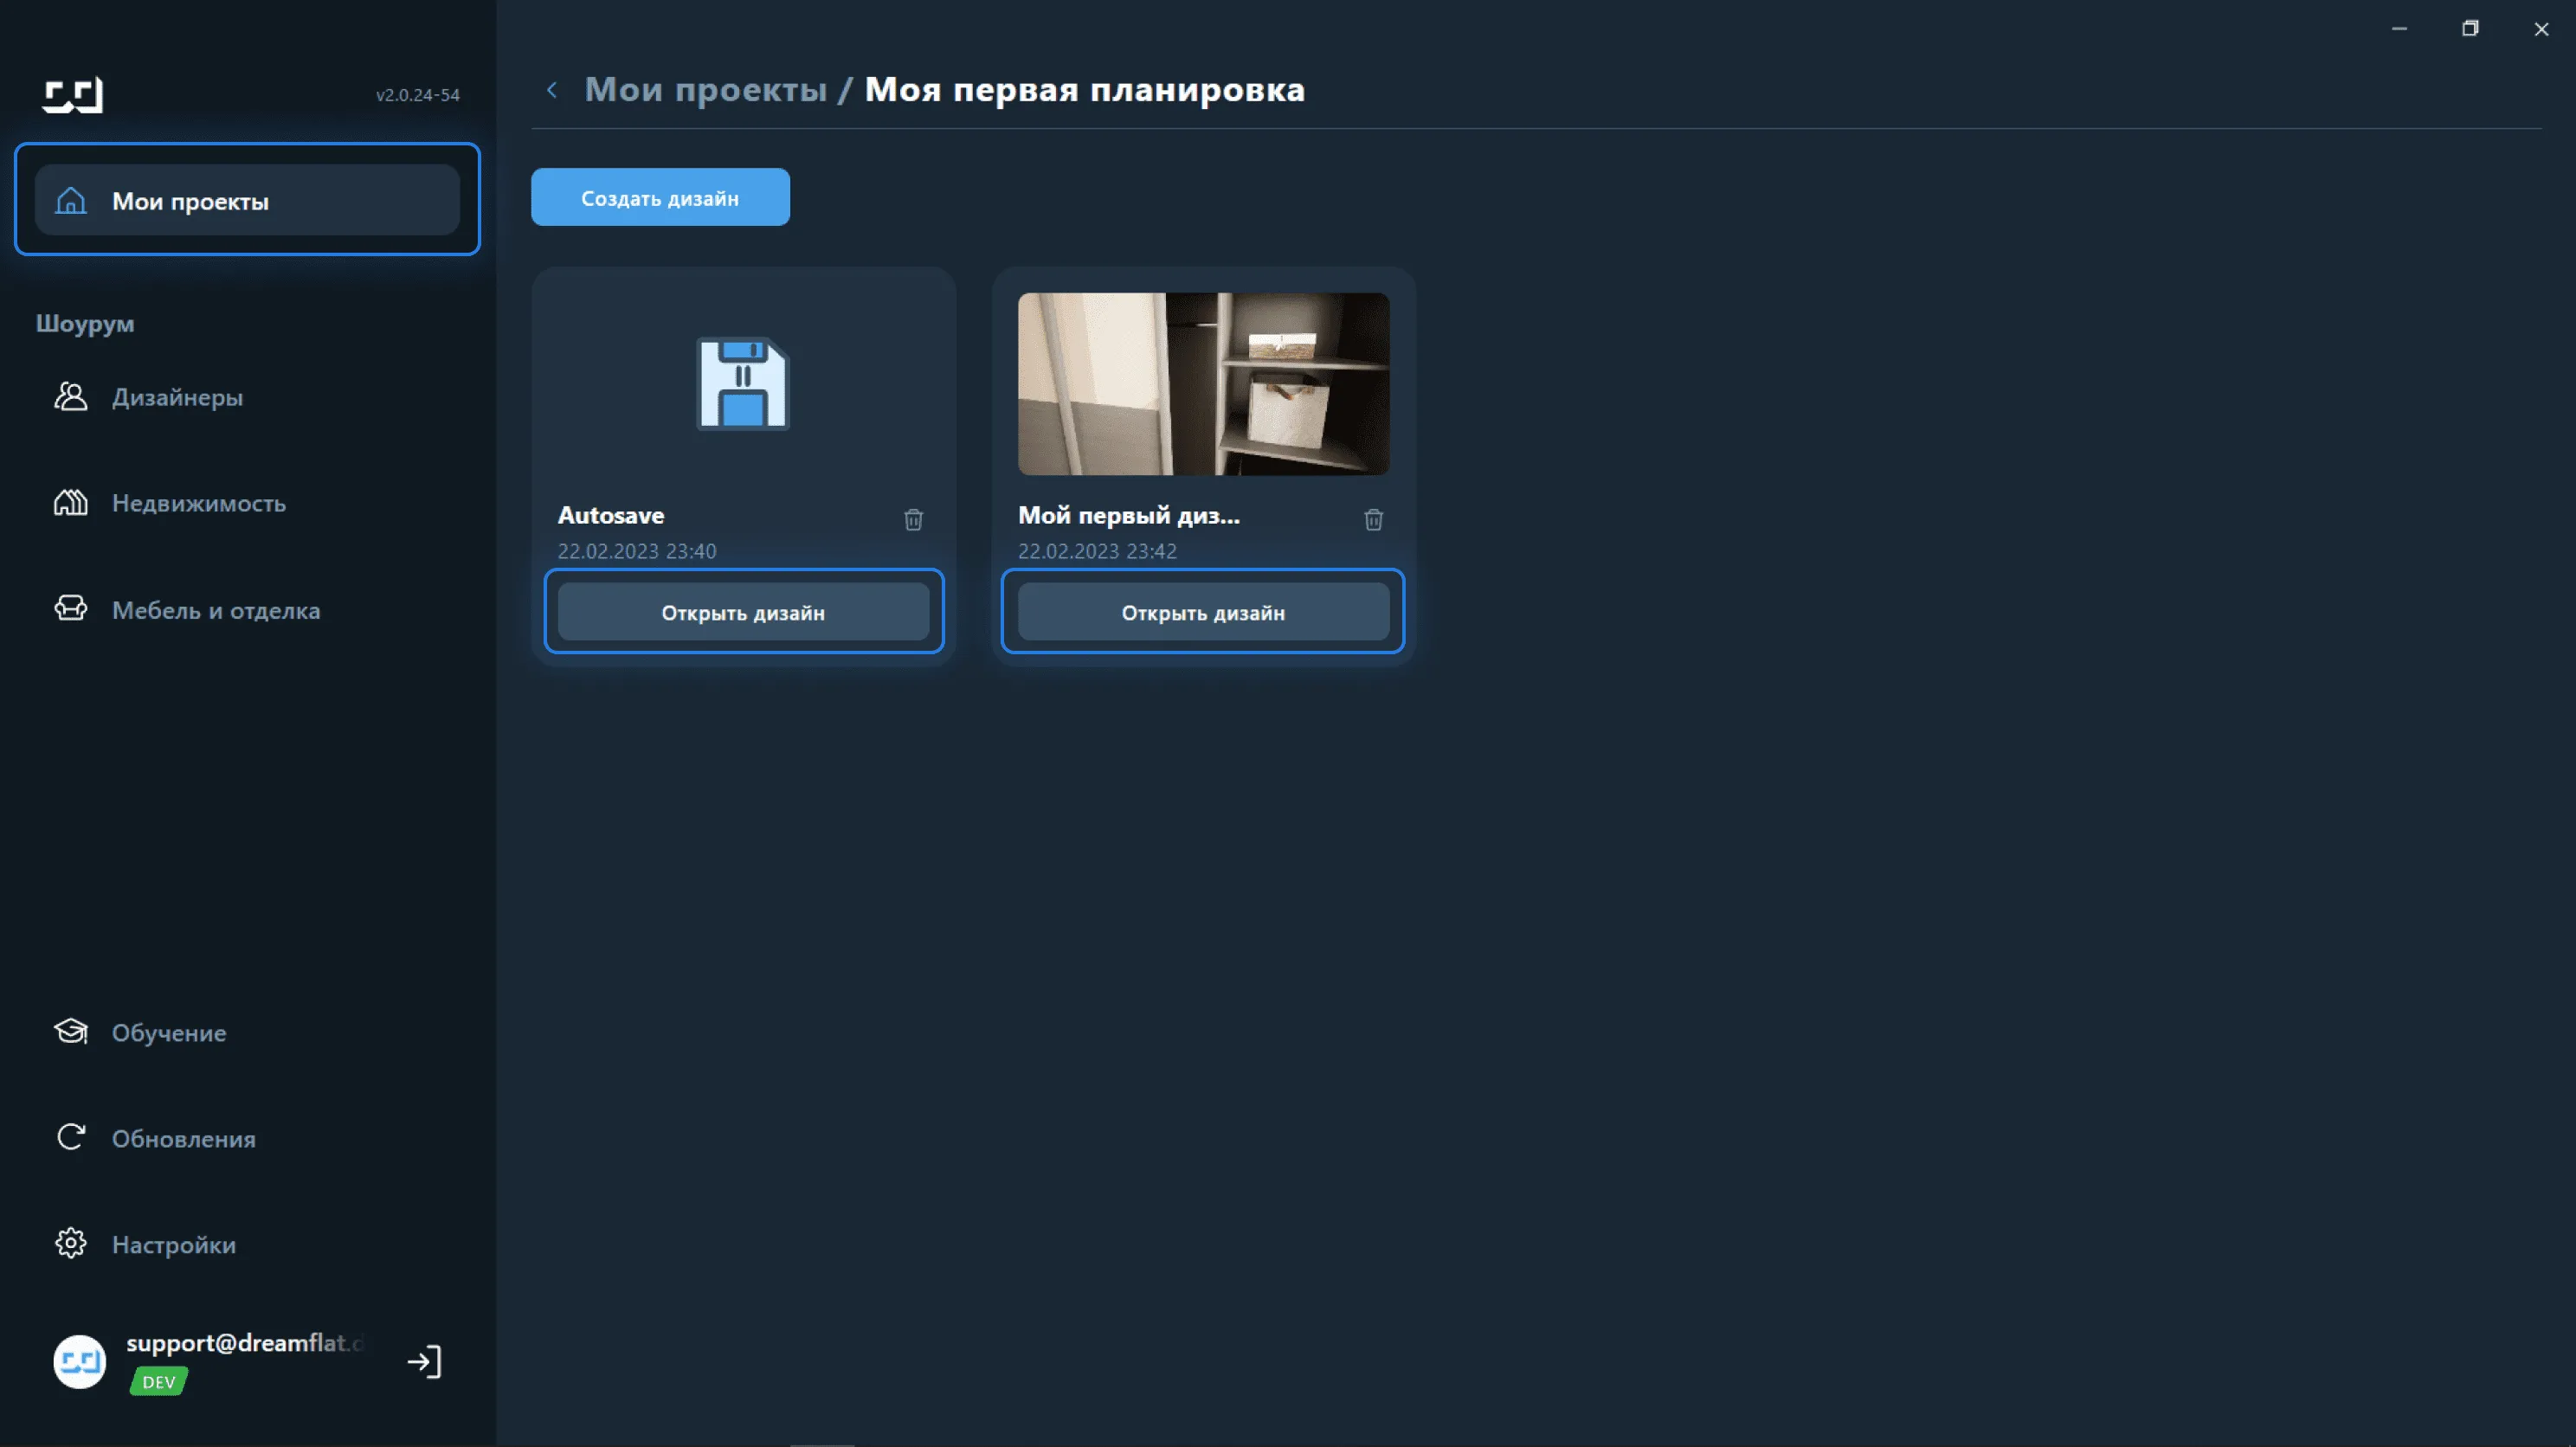 v2.0.24-54
Мои проекты
Шоурум
Дизайнеры
Недвижимость
Мебель и отделка
Обучение
Обновления
Настройки
support@dreamflat.d
DEV
Мои проекты / Моя первая планировка
Создать дизайн
Autosave
22.02.2023 23:40
Открыть дизайн
Мой первый диз...
22.02.2023 23:42
Открыть дизайн